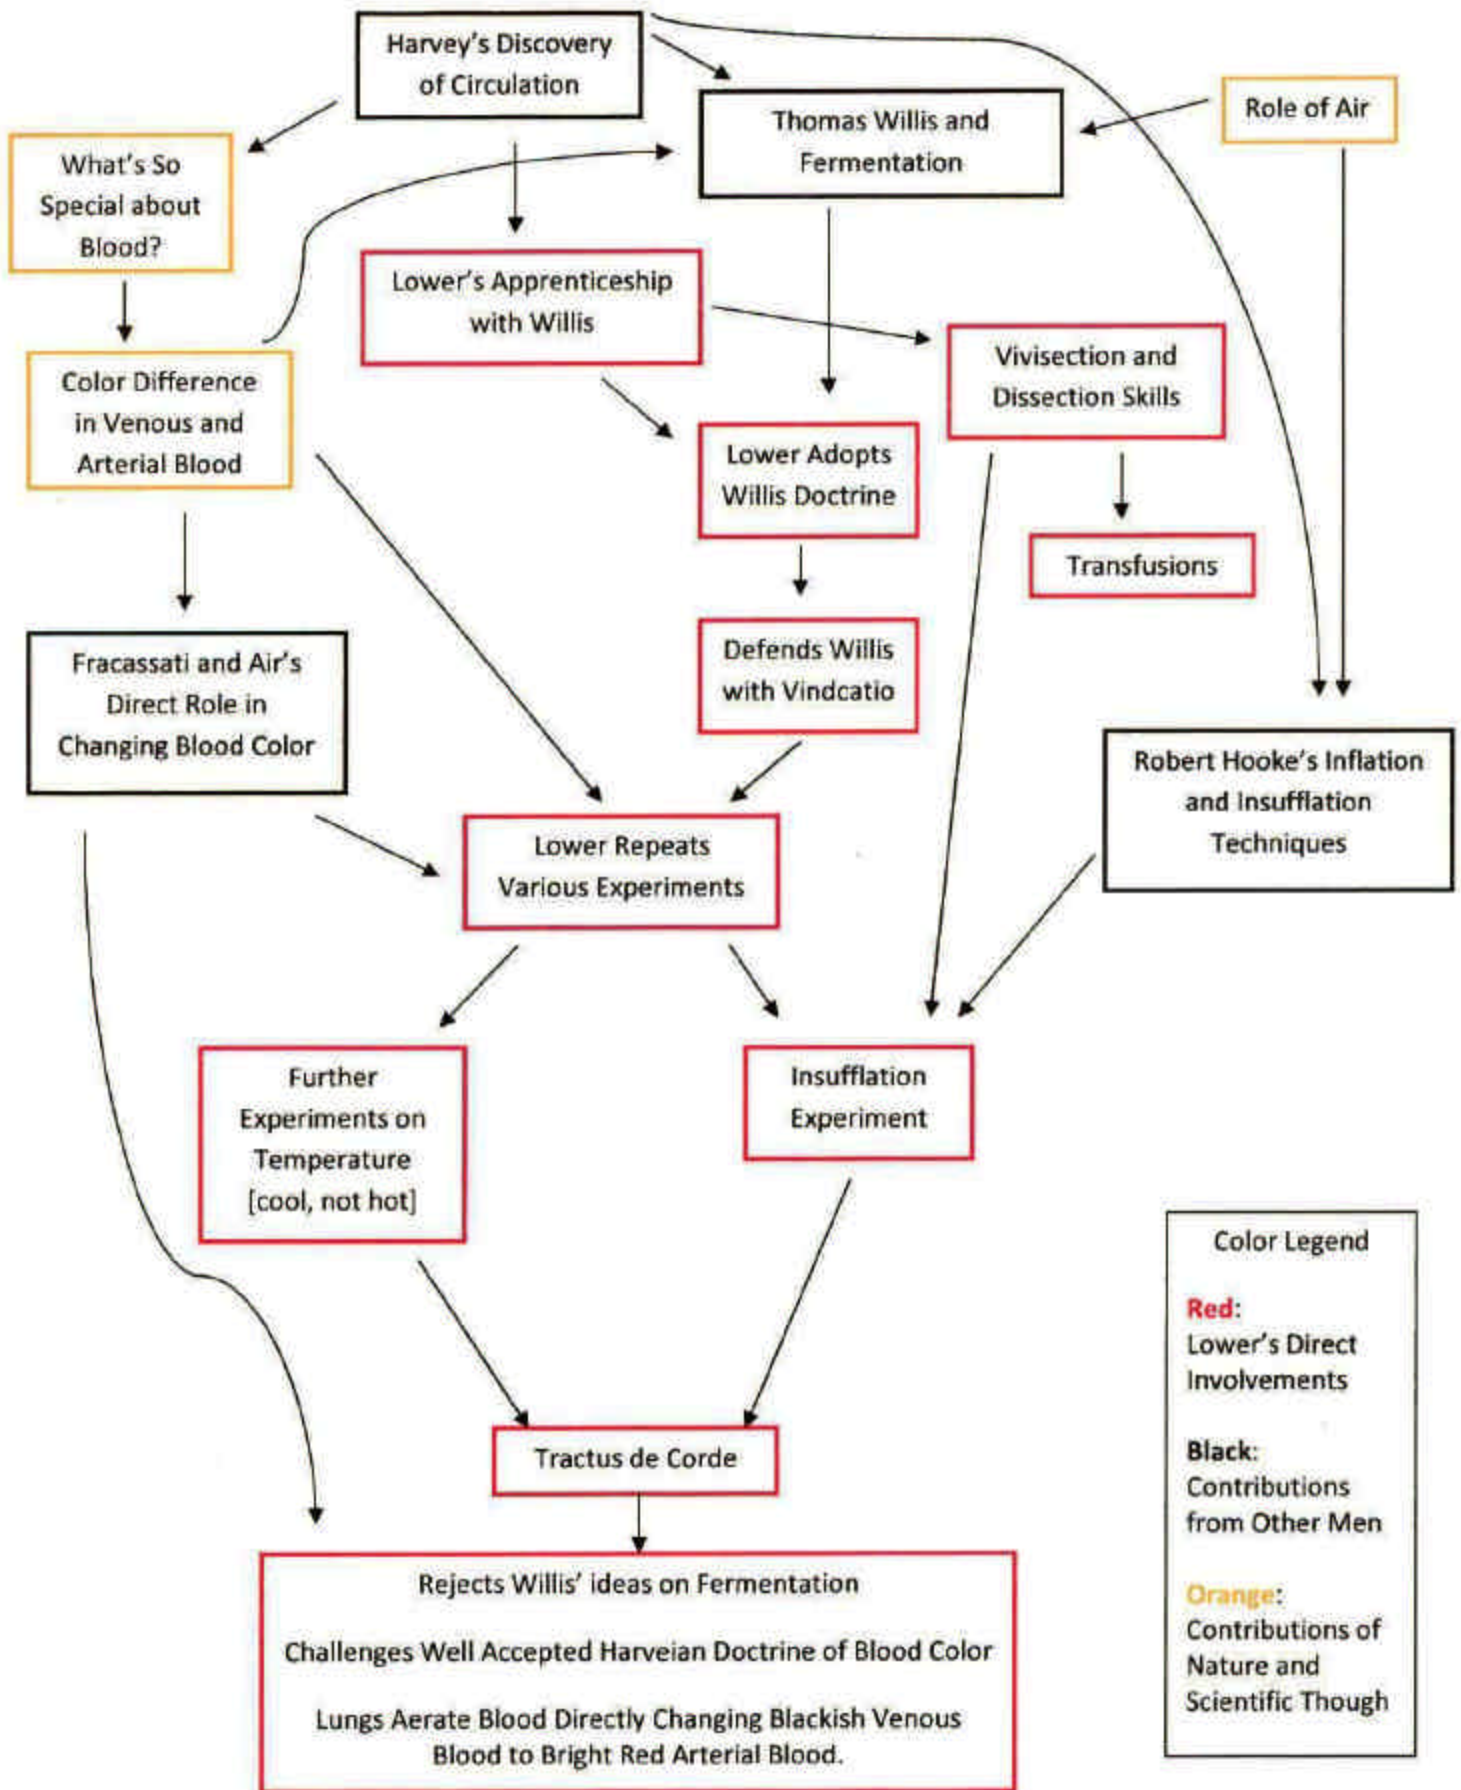 Harvey's Discovery
of Circulation
Role of Air
Thomas Willis and
Fermentation
What's So
Special about
Blood?
Lower's Apprenticeship
with Willis
Vivisection and
Dissection Skills
Color Difference
in Venous and
Arterial Blood
Lower Adopts
Willis Doctrine
Transfusions
Defends Willis
with Vindcatio
Fracassati and Air's
Direct Role in
Changing Blood Color
Robert Hooke's Inflation
and Insufflation
Techniques
Lower Repeats
Various Experiments
Further
Experiments on
Temperature
[cool, not hot]
Insufflation
Experiment
Tractus de Corde
Rejects Willis' ideas on Fermentation
Challenges Well Accepted Harveian Doctrine of Blood Color
Lungs Aerate Blood Directly Changing Blackish Venous
Blood to Bright Red Arterial Blood.
Color Legend
Red:
Lower's Direct
Involvements
Black:
Contributions
from Other Men
Orange:
Contributions of
Nature and
Scientific Though